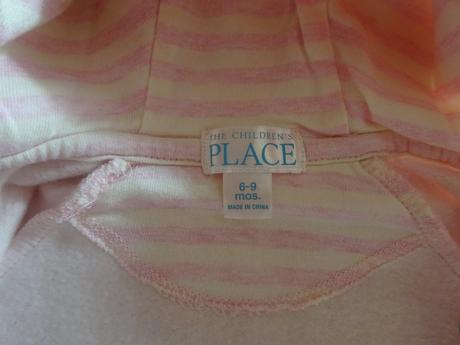 THE CHILDREN'S
PLACE
6-9
mos.
MADE IN CHINA